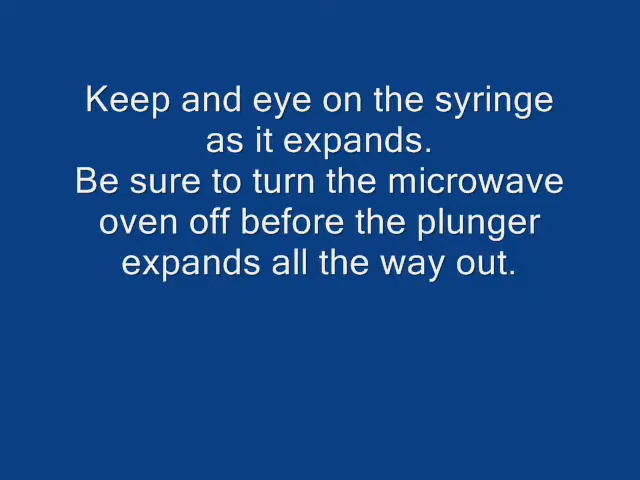 Keep and eye on the syringe
as it expands.
Be sure to turn the microwave
oven off before the plunger
expands all the way out.